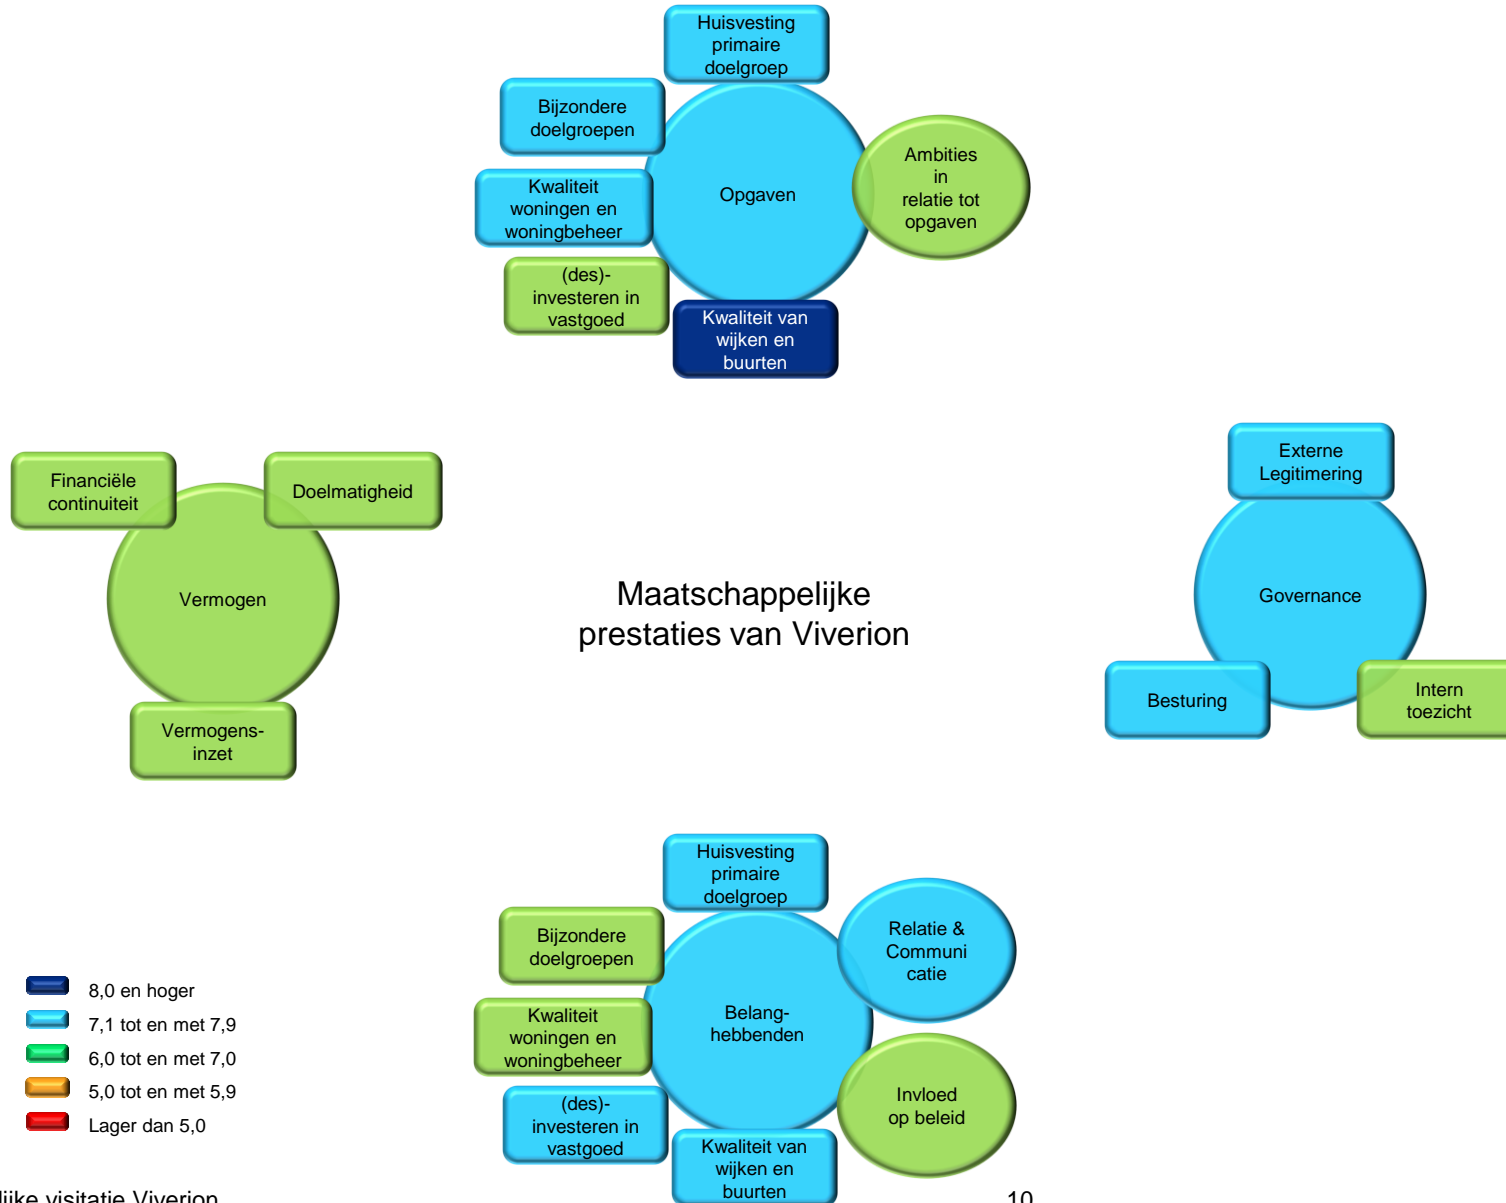 Huisvesting
primaire
doelgroep
Bijzondere
doelgroepen
Kwaliteit
woningen en
woningbeheer
(des)-
investeren in
vastgoed
Kwaliteit van
wijken en
buurten
Opgaven
Ambities
in
relatie tot
opgaven
Financiële
continuiteit
Doelmatigheid
Vermogen
Vermogens-
inzet
Maatschappelijke
prestaties van Viverion
Externe
Legitimering
Governance
Besturing
Intern
toezicht
Huisvesting
primaire
doelgroep
Bijzondere
doelgroepen
Kwaliteit
woningen en
woningbeheer
(des)-
investeren in
vastgoed
Kwaliteit van
wijken en
buurten
Belang-
hebbenden
Relatie &
Communi
catie
Invloed
op beleid
8,0 en hoger
7,1 tot en met 7,9
6,0 tot en met 7,0
5,0 tot en met 5,9
Lager dan 5,0
visitatie Viverion
10